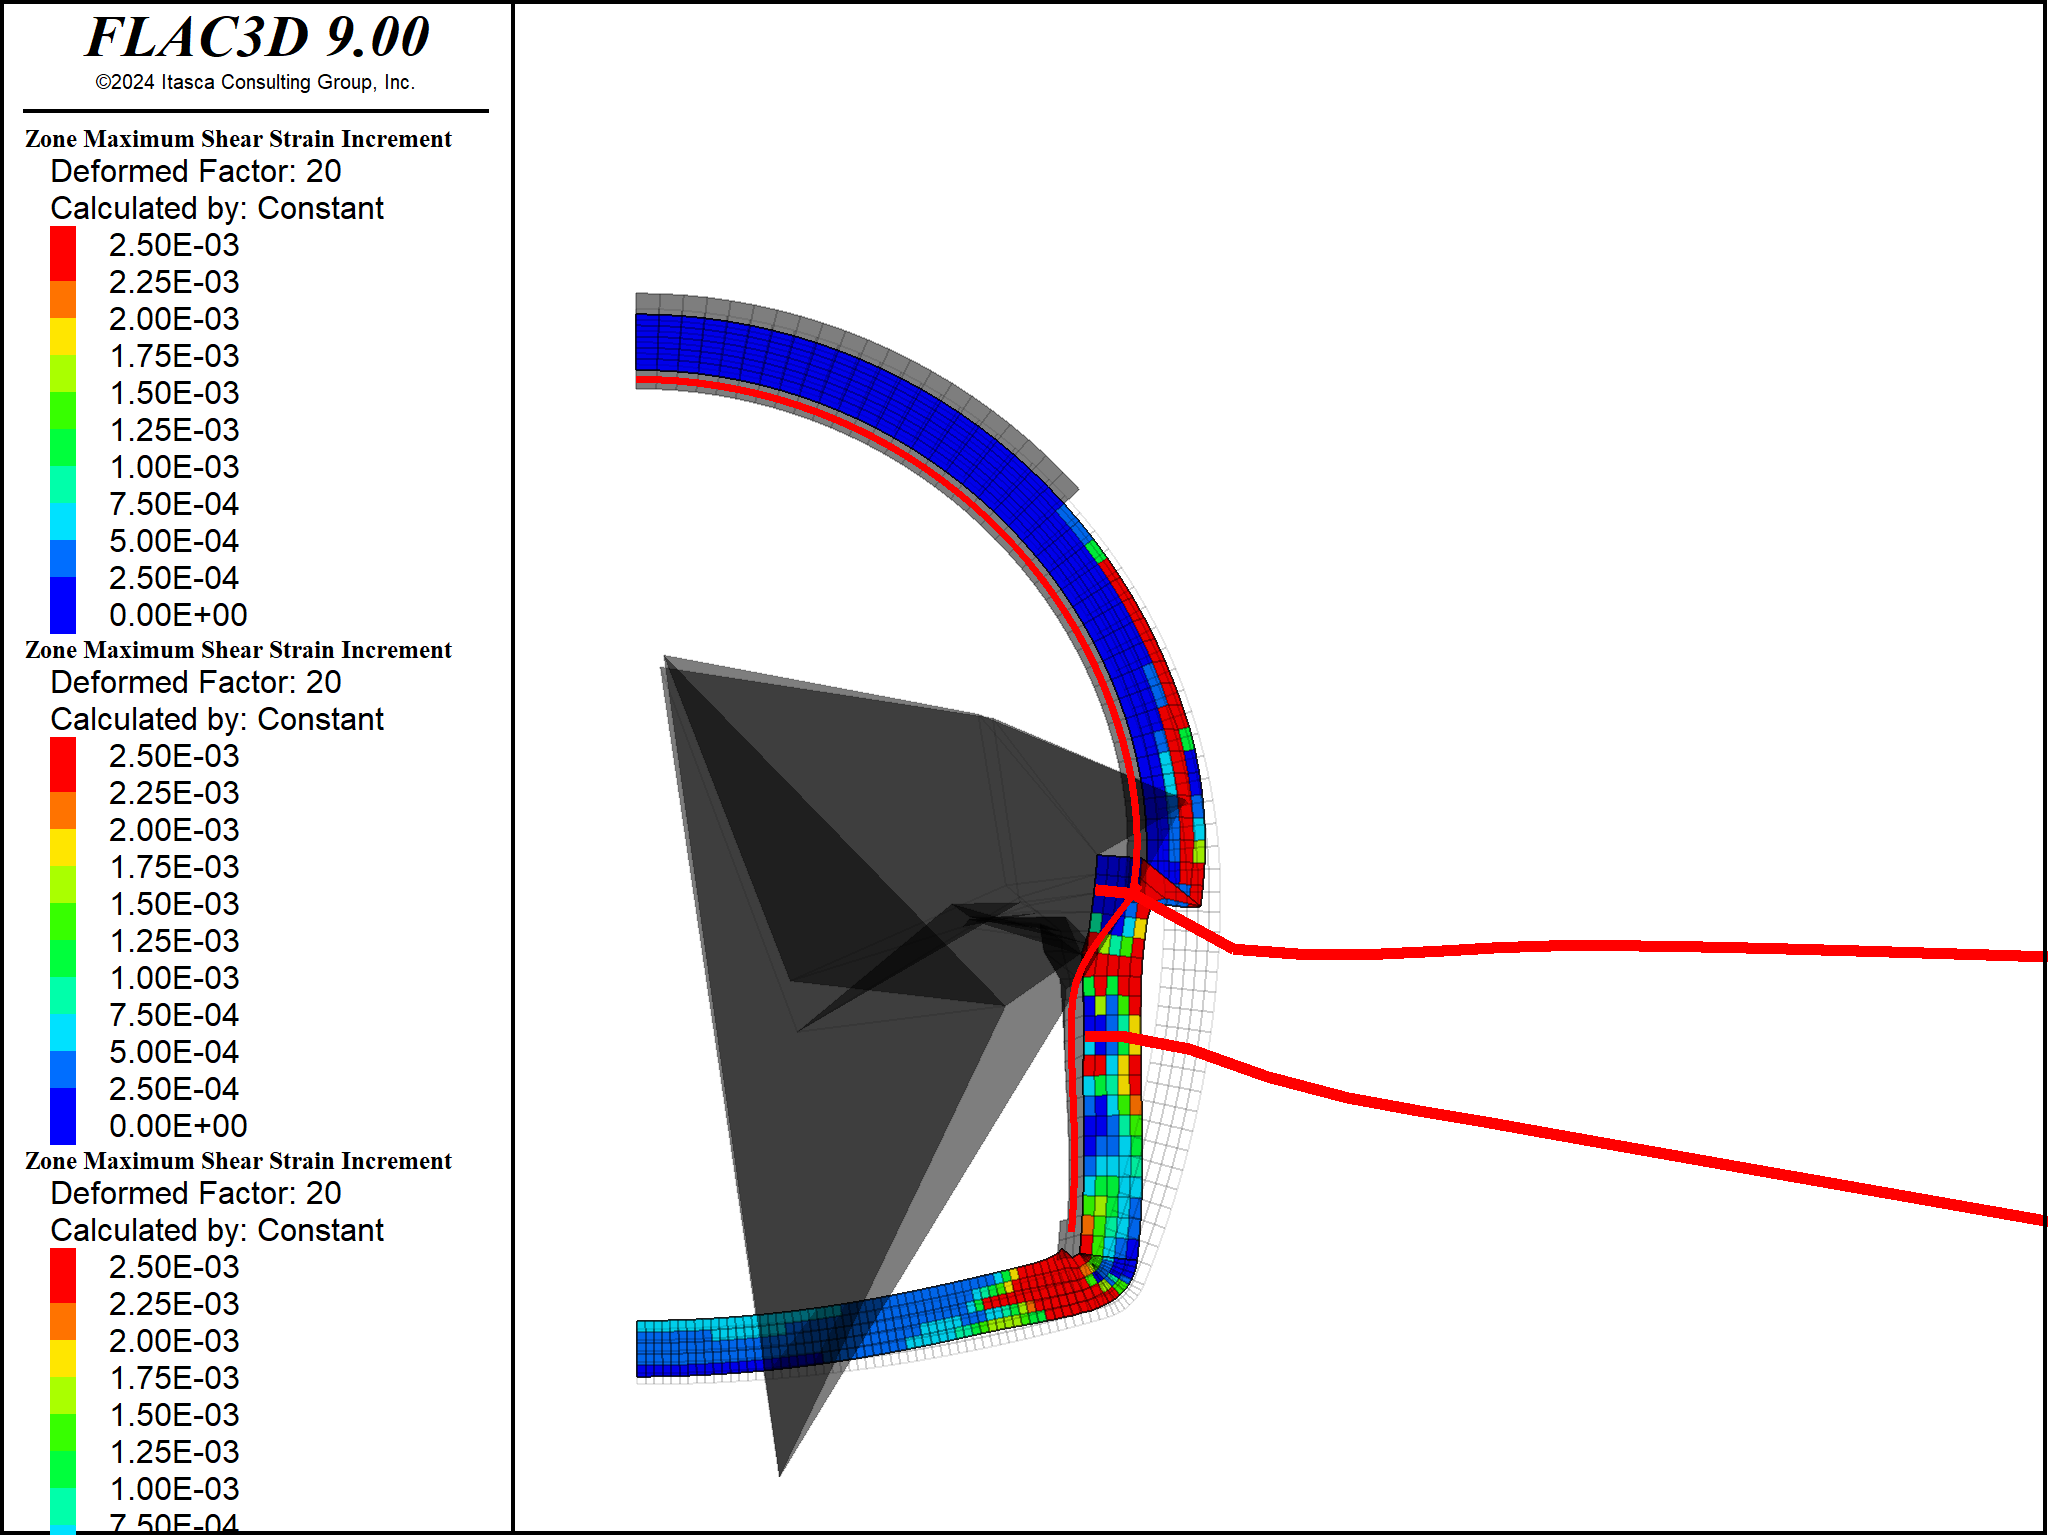 FLAC3D 9.00
©2024 Itasca Consulting Group, Inc.
Zone Maximum Shear Strain Increment
Deformed Factor: 20
Calculated by: Constant
2.50E-03
2.25E-03
2.00E-03
1.75E-03
1.50E-03
1.25E-03
1.00E-03
7.50E-04
5.00E-04
2.50E-04
0.00E+00
Zone Maximum Shear Strain Increment
Deformed Factor: 20
Calculated by: Constant
2.50E-03
2.25E-03
2.00E-03
1.75E-03
1.50E-03
1.25E-03
1.00E-03
7.50E-04
5.00E-04
2.50E-04
0.00E+00
Zone Maximum Shear Strain Increment
Deformed Factor: 20
Calculated by: Constant
2.50E-03
2.25E-03
2.00E-03
1.75E-03
1.50E-03
1.25E-03
1.00E-03
7.50E-04